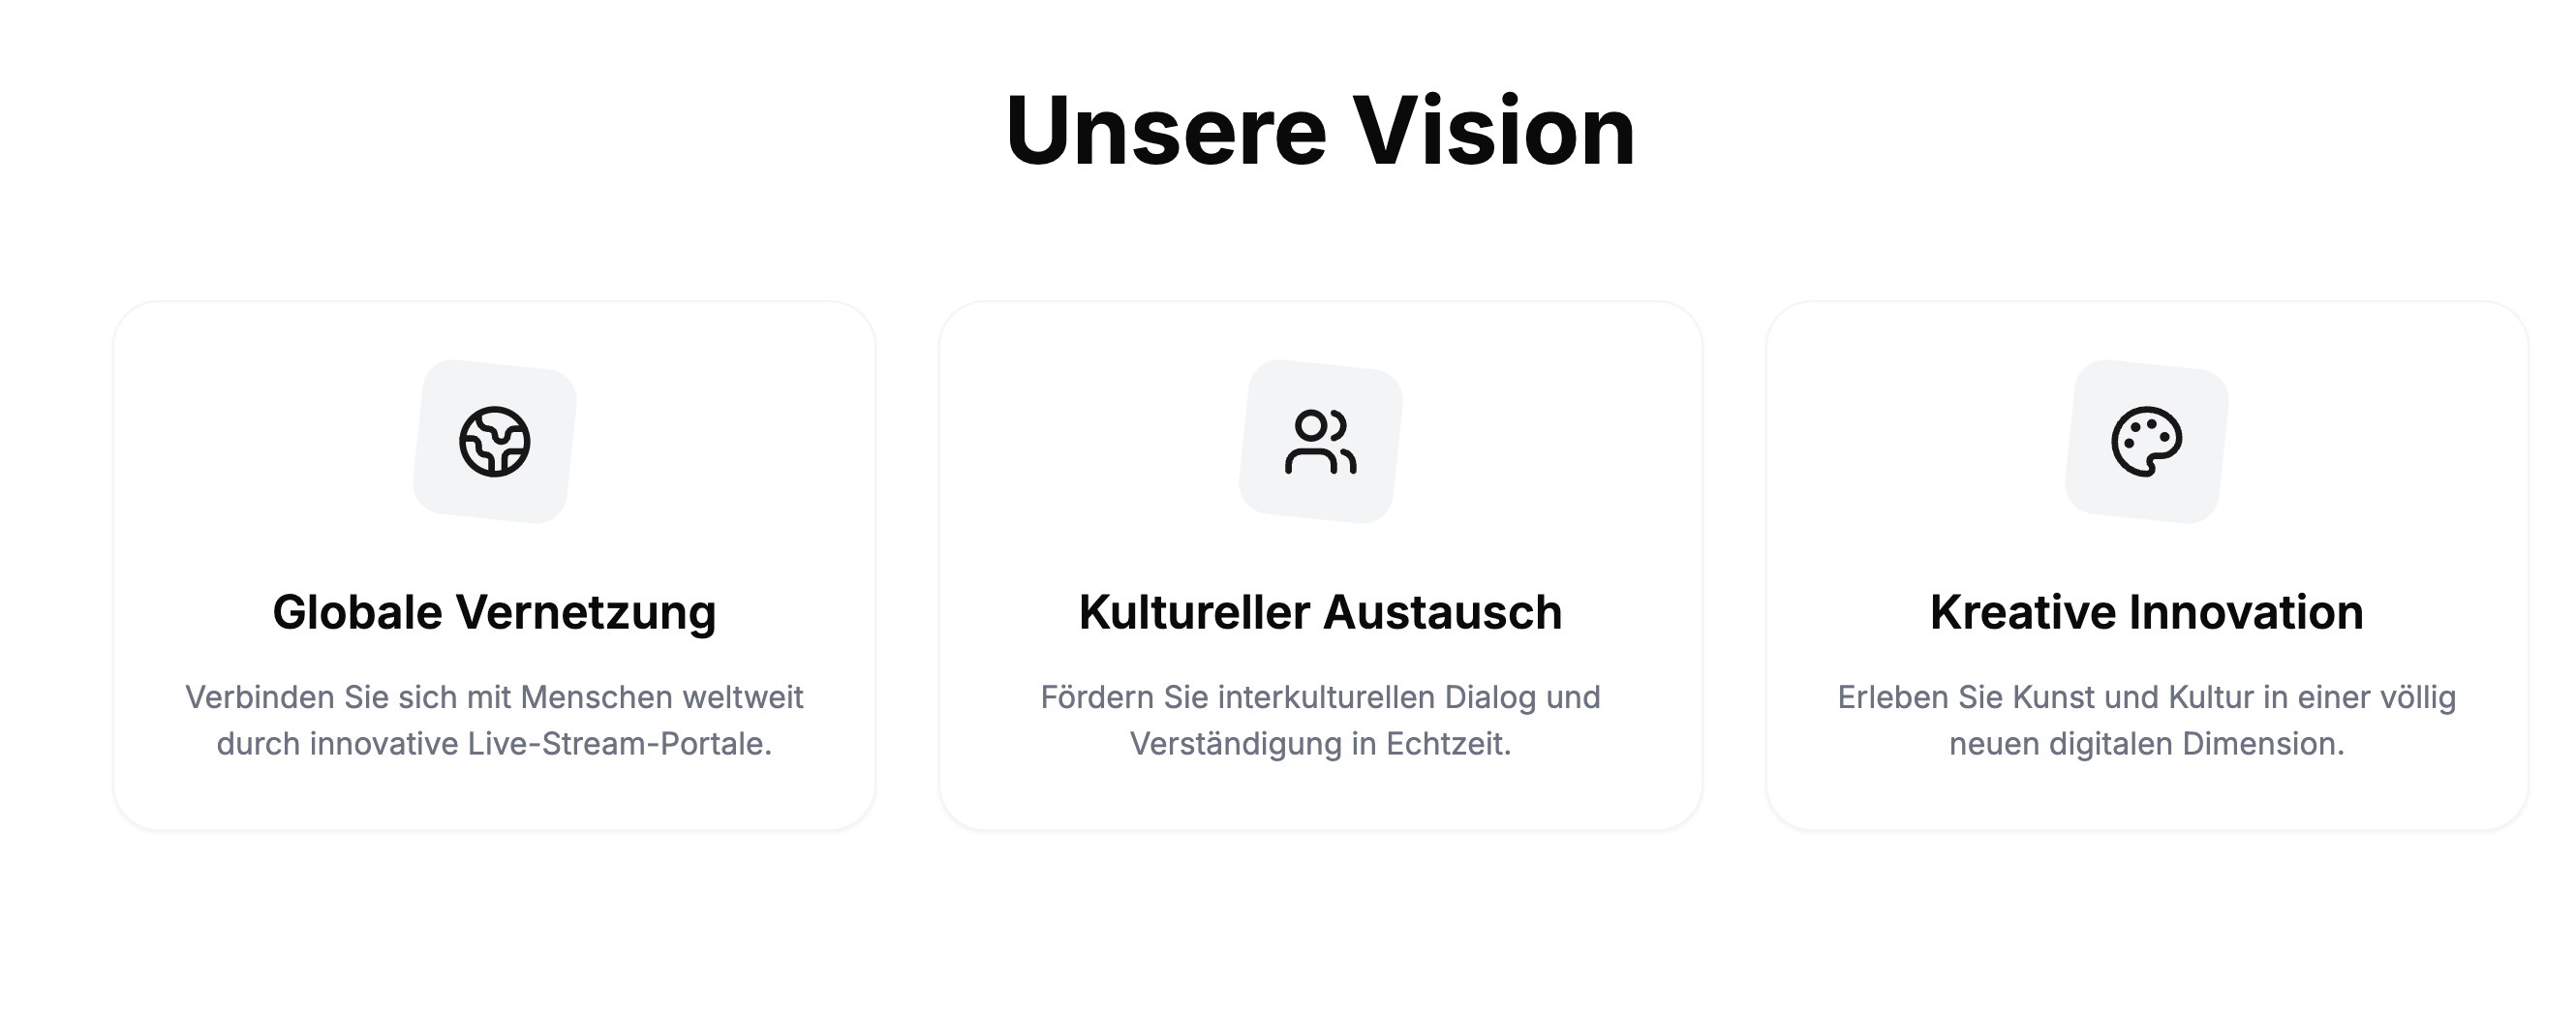 Unsere Vision
Globale Vernetzung
Verbinden Sie sich mit Menschen weltweit
durch innovative Live-Stream-Portale.
Kultureller Austausch
Fördern Sie interkulturellen Dialog und
Verständigung in Echtzeit.
Kreative Innovation
Erleben Sie Kunst und Kultur in einer völlig
neuen digitalen Dimension.